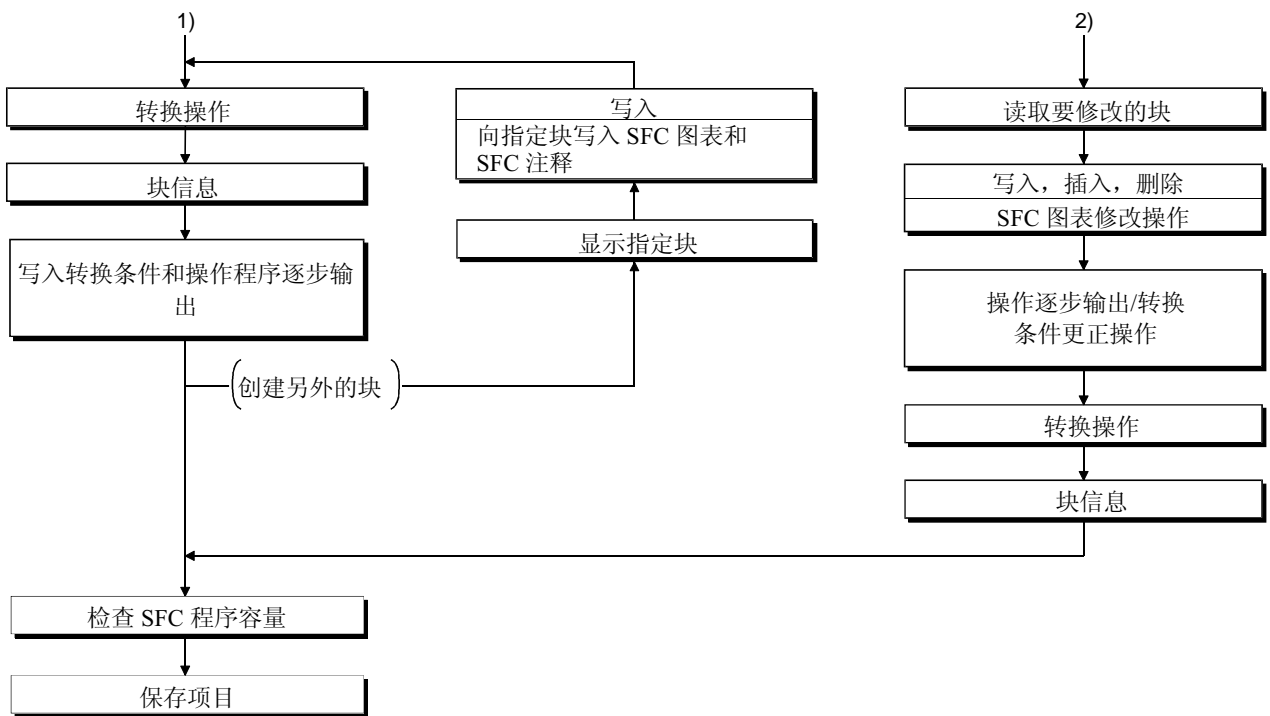 1)
转换操作
块信息
写入转换条件和操作程序逐步输
出
创建另外的块
写入
向指定块写入 SFC 图表和
SFC 注释
显示指定块
2)
读取要修改的块
写入，插入，删除
SFC 图表修改操作
操作逐步输出/转换
条件更正操作
转换操作
块信息
检查 SFC 程序容量
保存项目